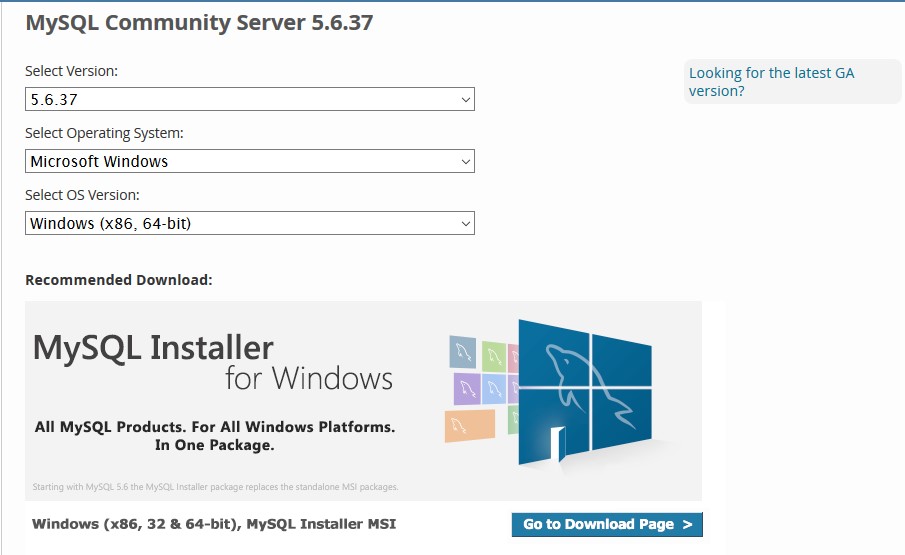 MySQL Community Server 5.6.37
Select Version:
Looking for the latest GA
version?
5.6.37
Select Operating System:
Microsoft Windows
Select OS Version:
Windows (x86, 64-bit)
Recommended Download:
MySQL Installer
for Windows
All MySQL Products. For All Windows Platforms.
In One Package.
Starting with MySQL 5.6 the MySQL Installer package replaces the standalone MSI packages.
Windows (x86, 32 & 64-bit), MySQL Installer MSI
Go to Download Page >